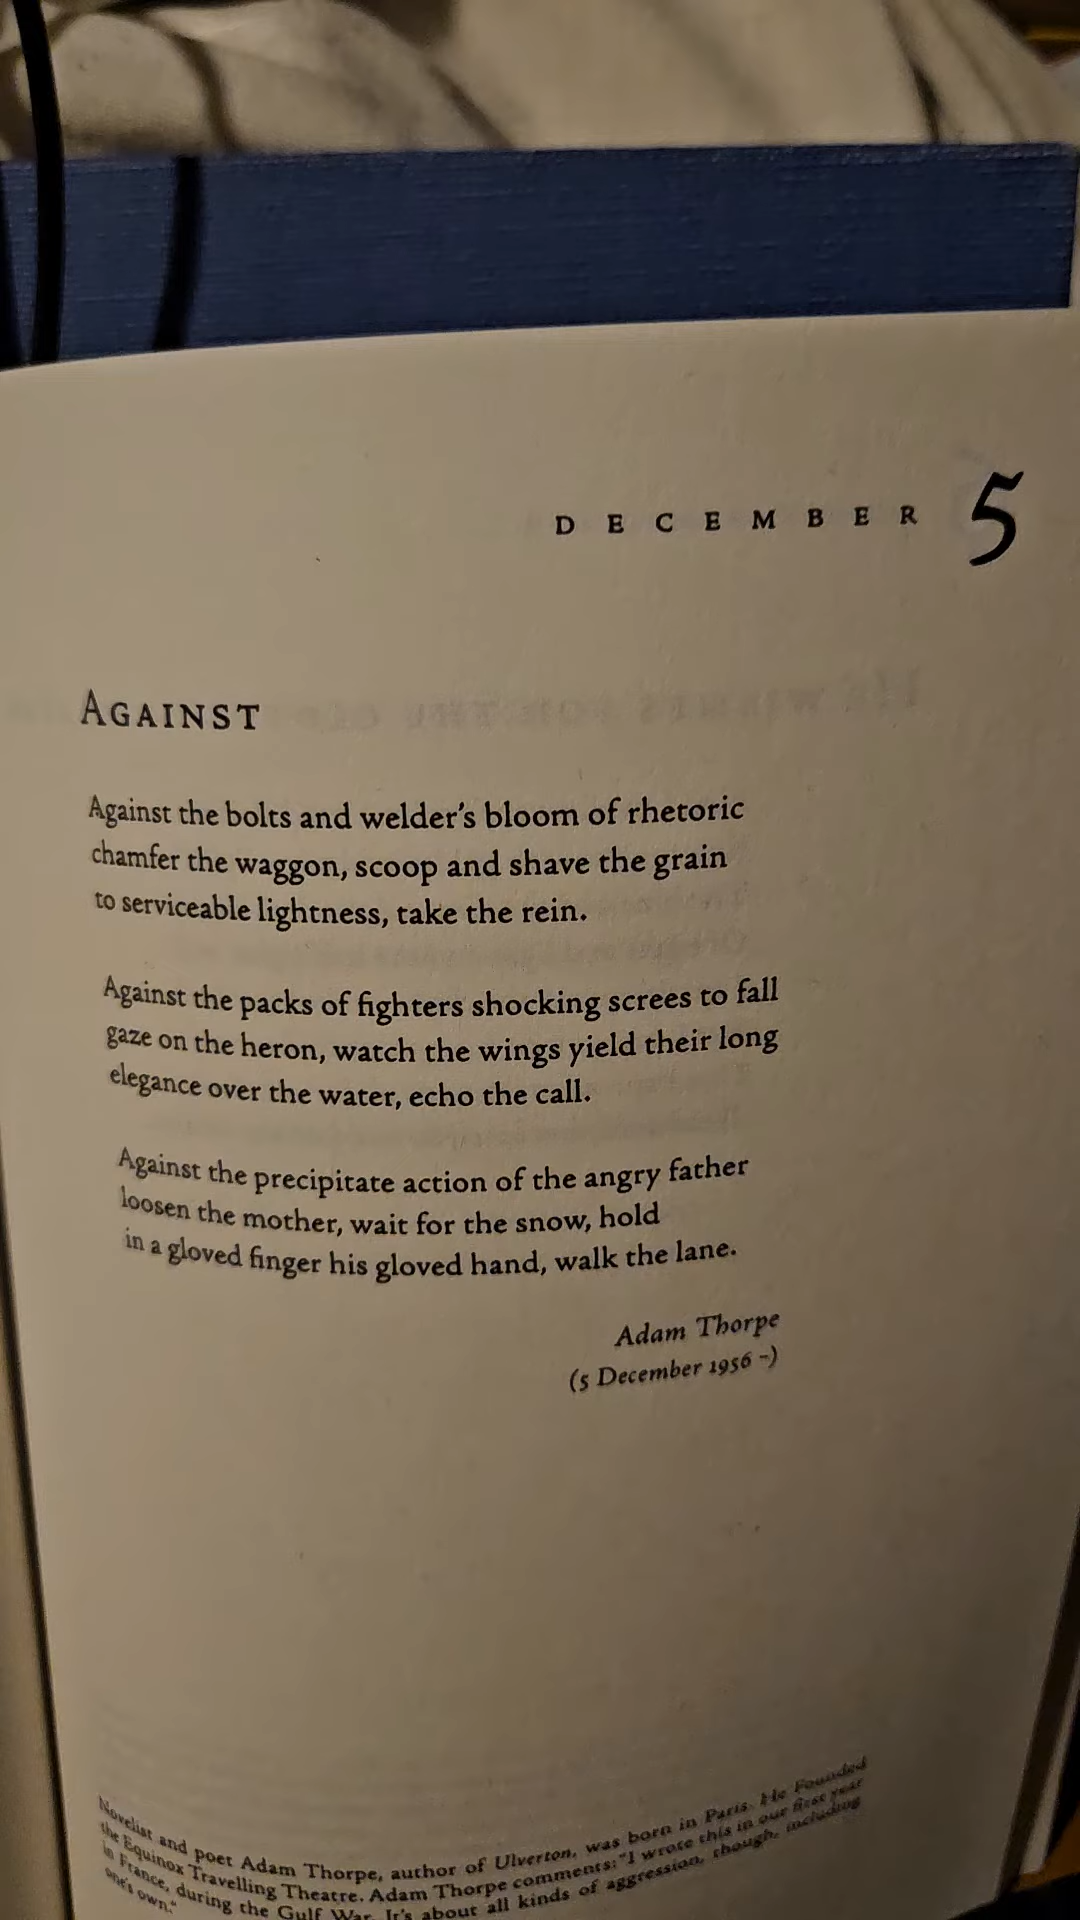 DECEMBER 5
AGAINST
Against the bolts and welder's bloom of rhetoric
chamfer the waggon, scoop and shave the grain
to serviceable lightness, take the rein.
Against the packs of fighters shocking screes to fall
gaze on the heron, watch the wings yield their long
elegance over the water, echo the call.
Against the precipitate action of the angry father
loosen the mother, wait for the snow, hold
in a gloved finger his gloved hand, walk the lane.
Adam Thorpe
(5 December 1956 -)
Novelist and poet Adam Thorpe, author of Ulverton, was born in Paris. He Founded
the Equinox Travelling Theatre. Adam Thorpe comments: "I wrote this in our first year
in France, during the Gulf War. It's about all kinds of aggression, though, including
one's own."